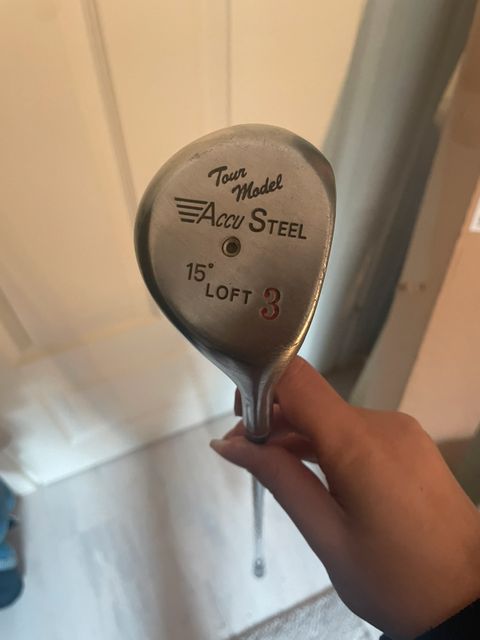 Tour
Model
Accu Steel
15°
LOFT 3